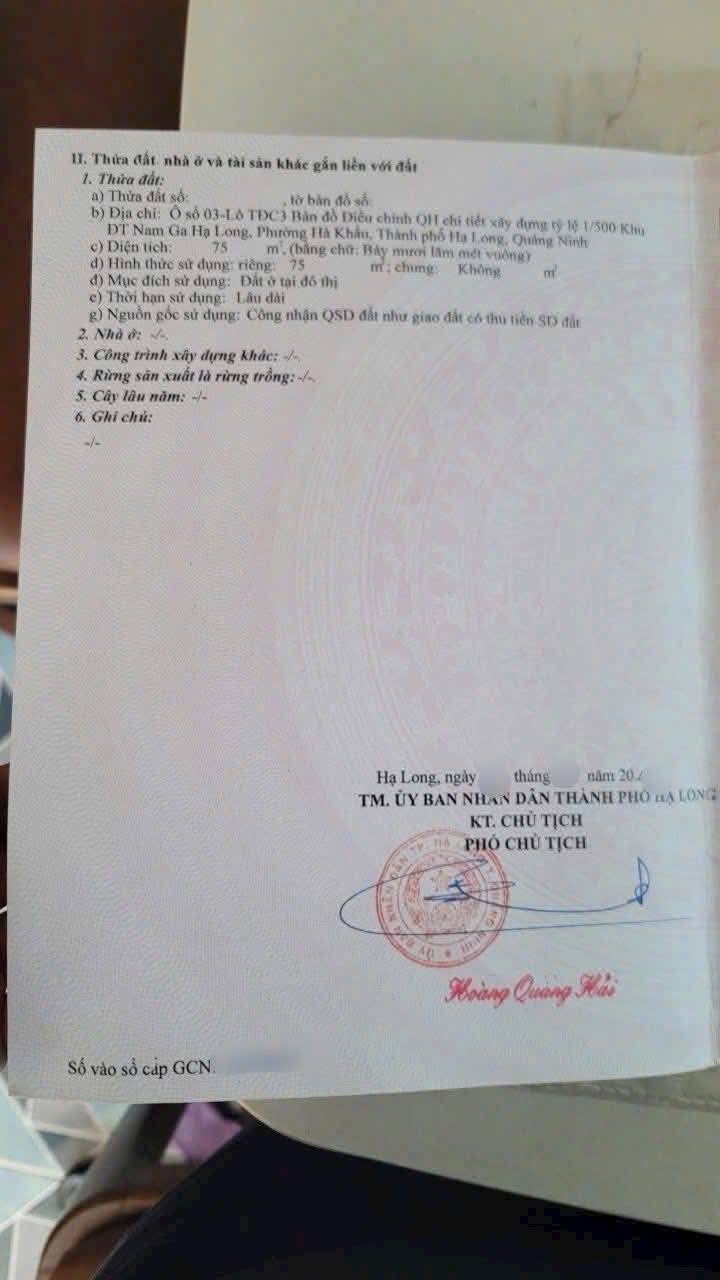 II. Thửa đất, nhà ở và tài sản khác gắn liền với đất
1. Thửa đất:
a) Thửa đất số: , tờ bản đồ số:
b) Địa chỉ: Ô số 03-Lô TĐC3 Bản đồ Điều chỉnh QH chi tiết xây dựng tỷ lệ 1/500 Khu
ĐT Nam Ga Hạ Long, Phường Hà Khẩu, Thành phố Hạ Long, Quảng Ninh
c) Diện tích: 75 m², (bằng chữ: Bảy mươi lăm mét vuông)
d) Hình thức sử dụng: riêng: 75 m²; chung: Không m²
đ) Mục đích sử dụng: Đất ở tại đô thị
e) Thời hạn sử dụng: Lâu dài
g) Nguồn gốc sử dụng: Công nhận QSD đất như giao đất có thu tiền SD đất
2. Nhà ở: -/-.
3. Công trình xây dựng khác: -/-.
4. Rừng sản xuất là rừng trồng: -/-.
5. Cây lâu năm: -/-
6. Ghi chú:
-/-
Hạ Long, ngày tháng năm 202
TM. ỦY BAN NHÂN DÂN THÀNH PHỐ HẠ LONG
KT. CHỦ TỊCH
PHÓ CHỦ TỊCH
Hoàng Quang Hải
Số vào sổ cấp GCN.